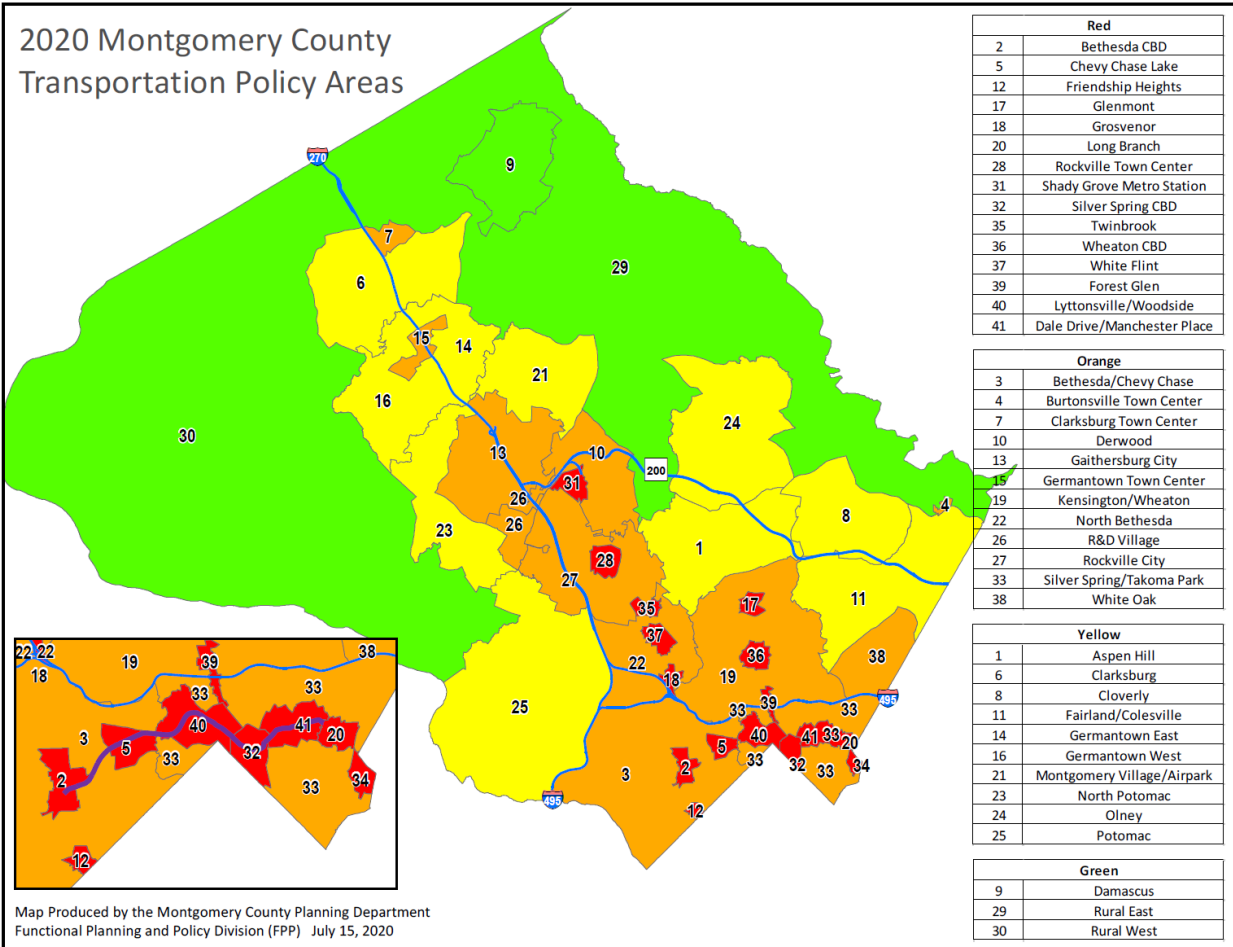 2020 Montgomery County
Transportation Policy Areas
270
9
7
6
29
15
14
21
16
24
30
13
10
200
31
26
4
8
26
23
1
28
27
11
35
17
37
36
38
22
19
18
25
39
33
33
495
40
41
33
5
20
3
2
33
32
33
34
495
12
22
22
19
39
38
18
33
33
40
41
3
5
20
32
33
2
34
33
12
Map Produced by the Montgomery County Planning Department
Functional Planning and Policy Division (FPP) July 15, 2020
Red
2 Bethesda CBD
5 Chevy Chase Lake
12 Friendship Heights
17 Glenmont
18 Grosvenor
20 Long Branch
28 Rockville Town Center
31 Shady Grove Metro Station
32 Silver Spring CBD
35 Twinbrook
36 Wheaton CBD
37 White Flint
39 Forest Glen
40 Lyttonsville/Woodside
41 Dale Drive/Manchester Place
Orange
3 Bethesda/Chevy Chase
4 Burtonsville Town Center
7 Clarksburg Town Center
10 Derwood
13 Gaithersburg City
15 Germantown Town Center
19 Kensington/Wheaton
22 North Bethesda
26 R&D Village
27 Rockville City
33 Silver Spring/Takoma Park
38 White Oak
Yellow
1 Aspen Hill
6 Clarksburg
8 Cloverly
11 Fairland/Colesville
14 Germantown East
16 Germantown West
21 Montgomery Village/Airpark
23 North Potomac
24 Olney
25 Potomac
Green
9 Damascus
29 Rural East
30 Rural West